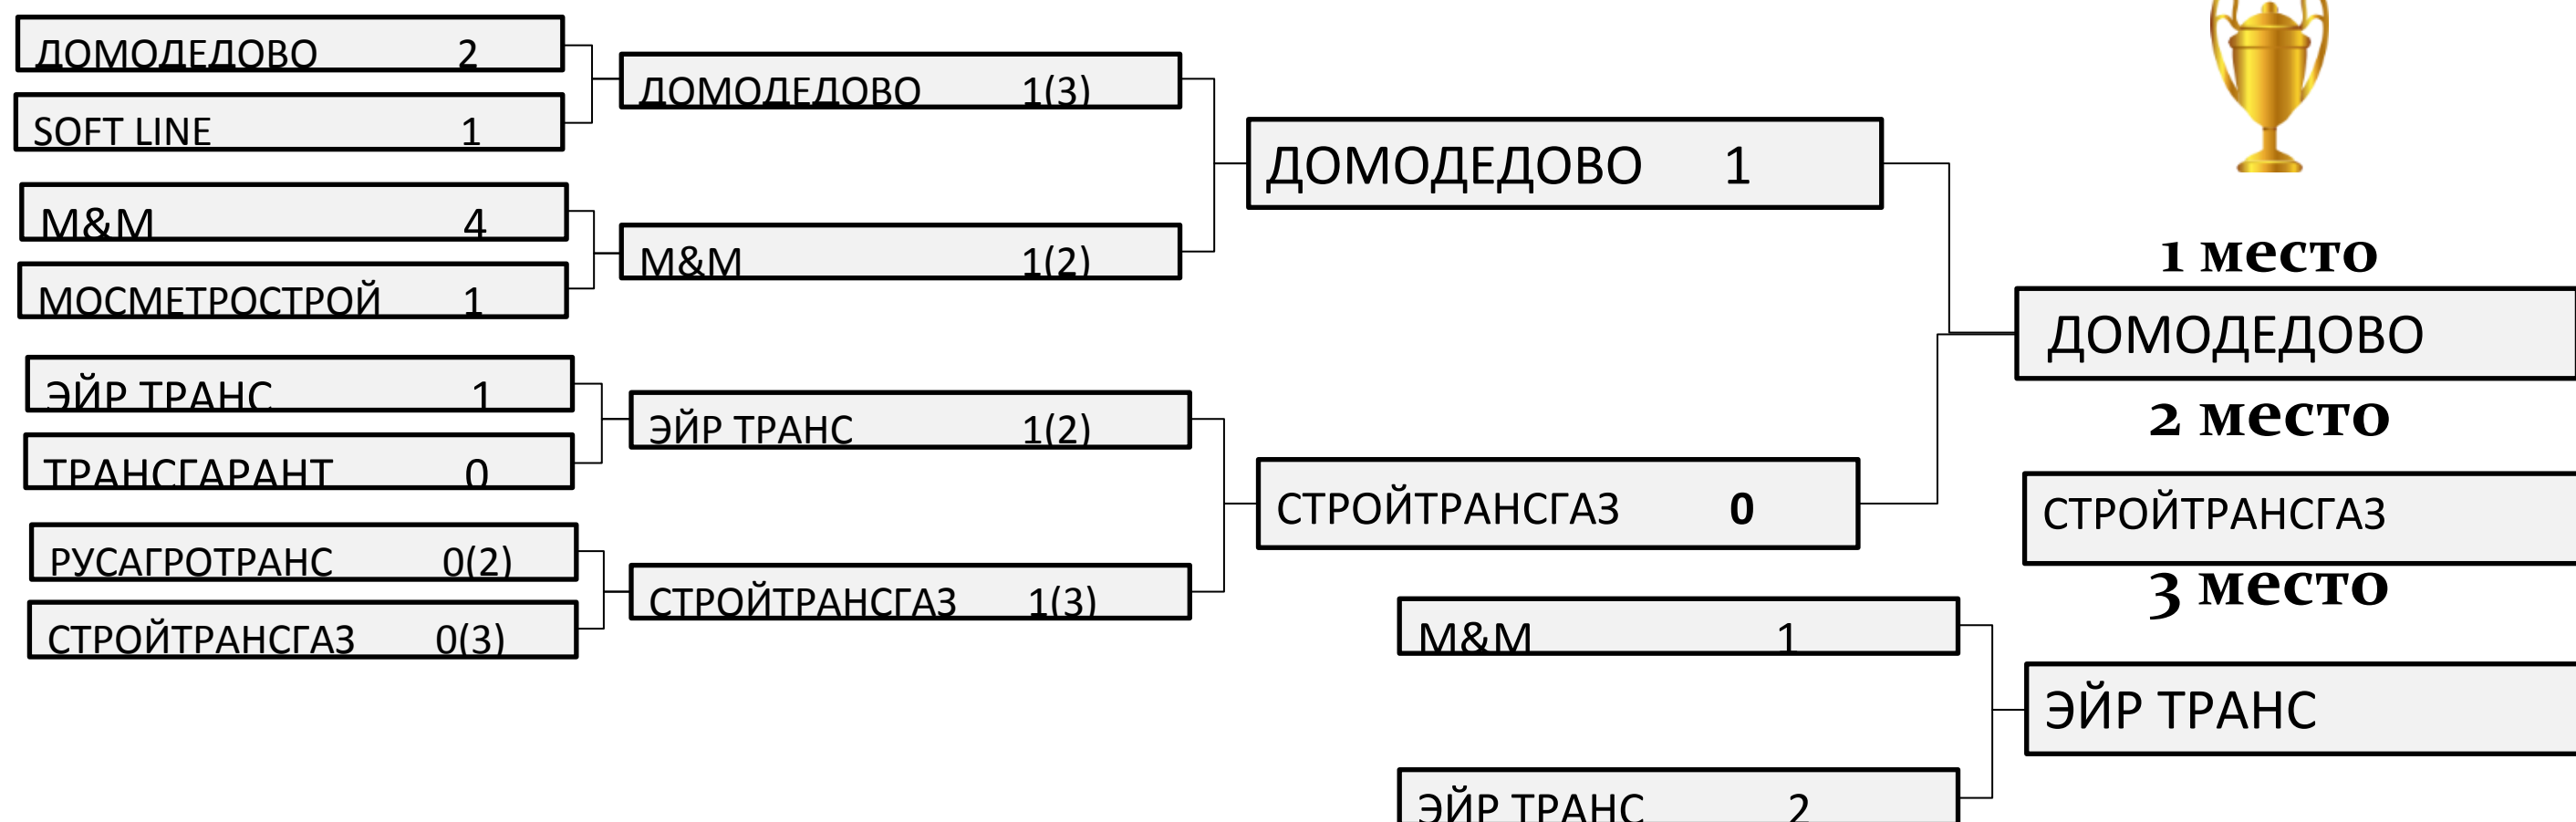 ДОМОДЕДОВО 2
SOFT LINE 1
М&М 4
МОСМЕТРОСТРОЙ 1
ЭЙР ТРАНС 1
ТРАНСГАРАНТ 0
РУСАГРОТРАНС 0(2)
СТРОЙТРАНСГАЗ 0(3)
ДОМОДЕДОВО 1(3)
М&М 1(2)
ЭЙР ТРАНС 1(2)
СТРОЙТРАНСГАЗ 1(3)
ДОМОДЕДОВО 1
СТРОЙТРАНСГАЗ 0
М&М 1
ЭЙР ТРАНС 2
1 место
ДОМОДЕДОВО
2 место
СТРОЙТРАНСГАЗ
3 место
ЭЙР ТРАНС